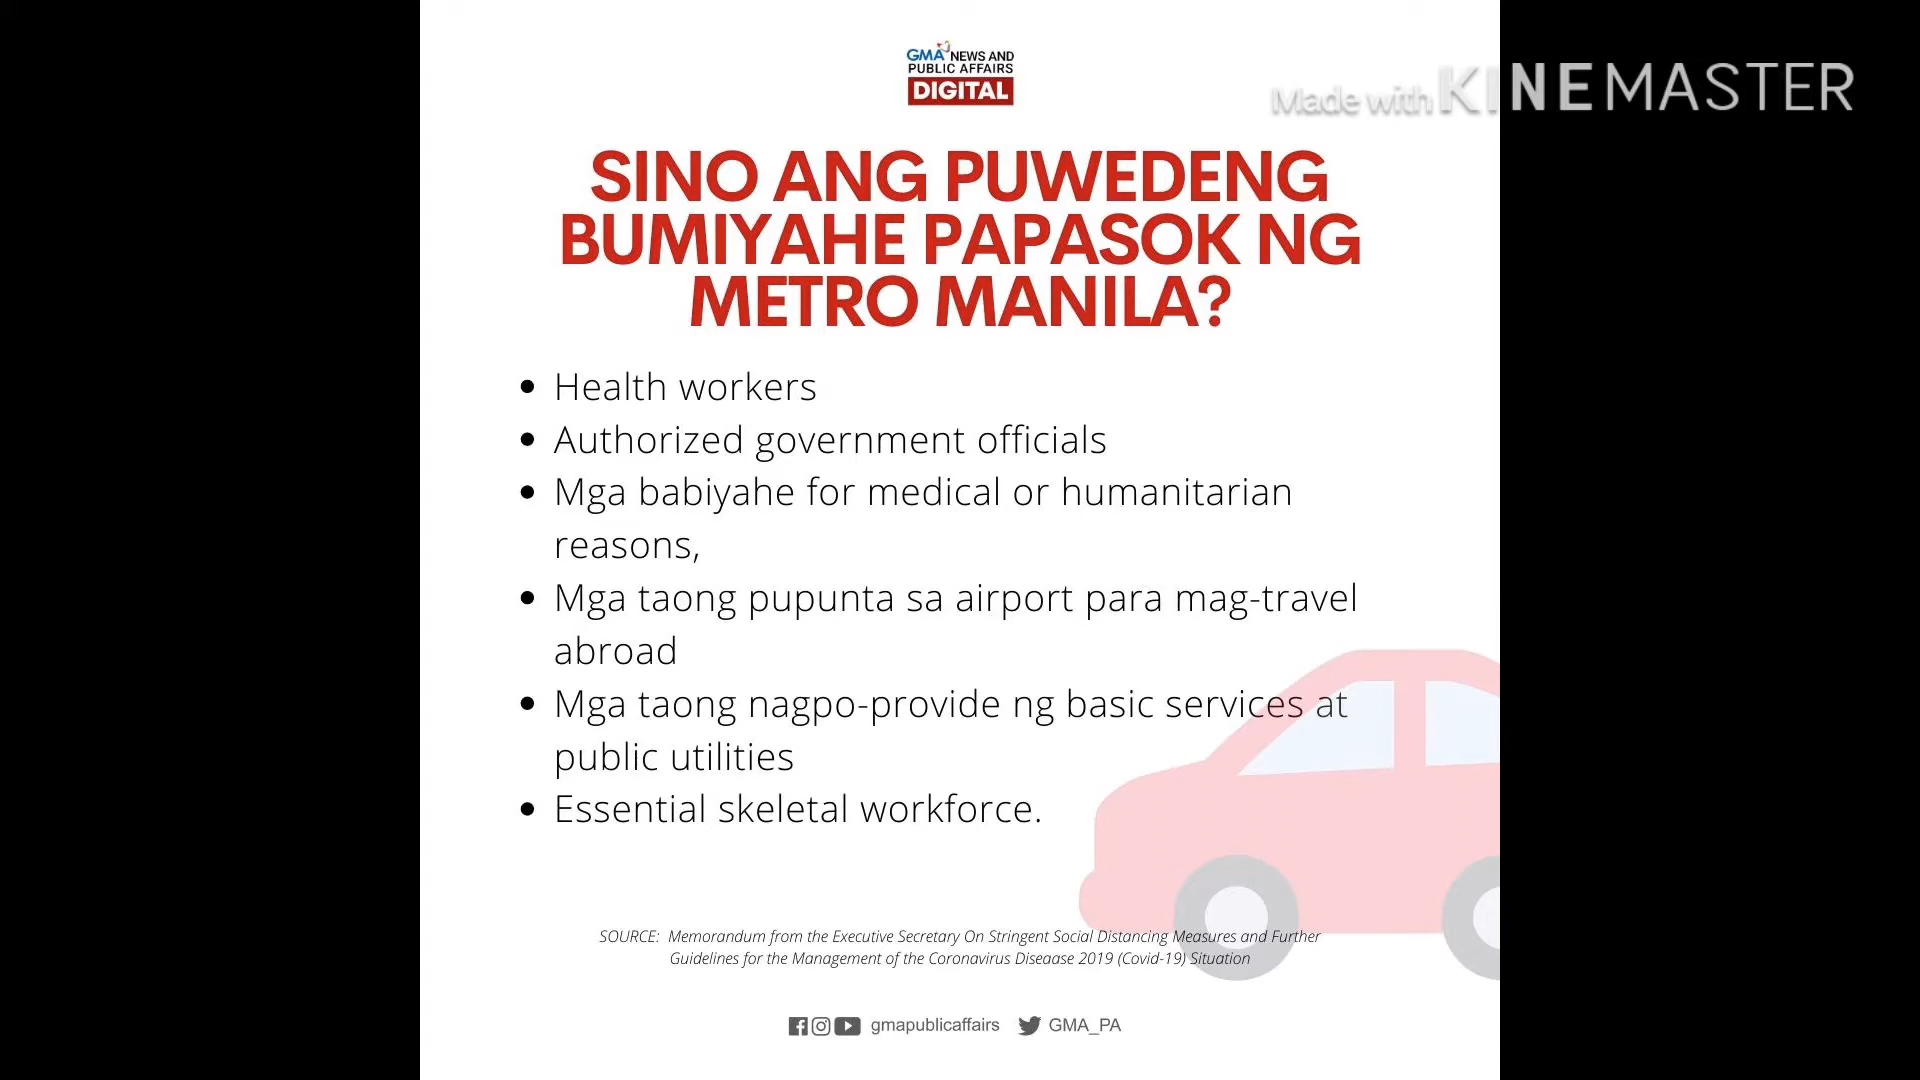 GMA NEWS AND
PUBLIC AFFAIRS
DIGITAL
Made with KINEMASTER
SINO ANG PUWEDENG
BUMIYAHE PAPASOK NG
METRO MANILA?
• Health workers
• Authorized government officials
• Mga babiyahe for medical or humanitarian
reasons,
• Mga taong pupunta sa airport para mag-travel
abroad
• Mga taong nagpo-provide ng basic services at
public utilities
• Essential skeletal workforce.
SOURCE: Memorandum from the Executive Secretary On Stringent Social Distancing Measures and Further
Guidelines for the Management of the Coronavirus Diseaase 2019 (Covid-19) Situation
gmapublicaffairs GMA_PA